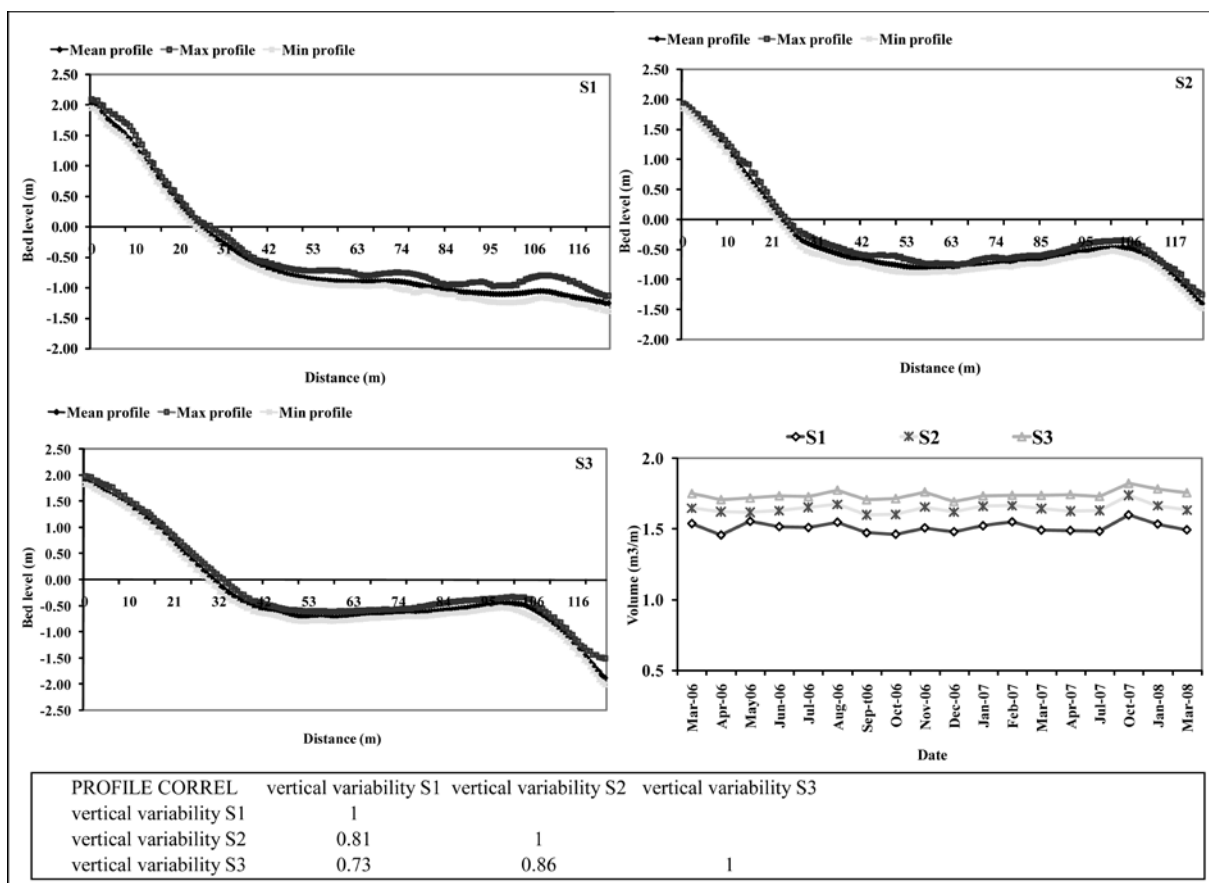 Mean profile Max profile Min profile
S1
2.50
2.00
1.50
1.00
0.50
0.00
-0.50
-1.00
-1.50
-2.00
Bed level (m)
0 10 20 31 42 53 63 74 84 95 106 116
Distance (m)
Mean profile Max profile Min profile
S2
2.50
2.00
1.50
1.00
0.50
0.00
-0.50
-1.00
-1.50
-2.00
Bed level (m)
0 10 21 31 42 52 63 74 85 95 106 117
Distance (m)
Mean profile Max profile Min profile
S3
2.50
2.00
1.50
1.00
0.50
0.00
-0.50
-1.00
-1.50
-2.00
-2.50
Bed level (m)
0 10 21 32 42 53 63 74 84 95 106 116
Distance (m)
S1 S2 S3
2.0
1.5
1.0
0.5
Volume (m3/m)
Mar-06
Apr-06
May-06
Jun-06
Jul-06
Aug-06
Sep-t06
Oct-06
Nov-06
Dec-06
Jan-07
Feb-07
Mar-07
Apr-07
Jul-07
Oct-07
Jan-08
Mar-08
Date
PROFILE CORREL vertical variability S1 vertical variability S2 vertical variability S3
vertical variability S1 1
vertical variability S2 0.81 1
vertical variability S3 0.73 0.86 1